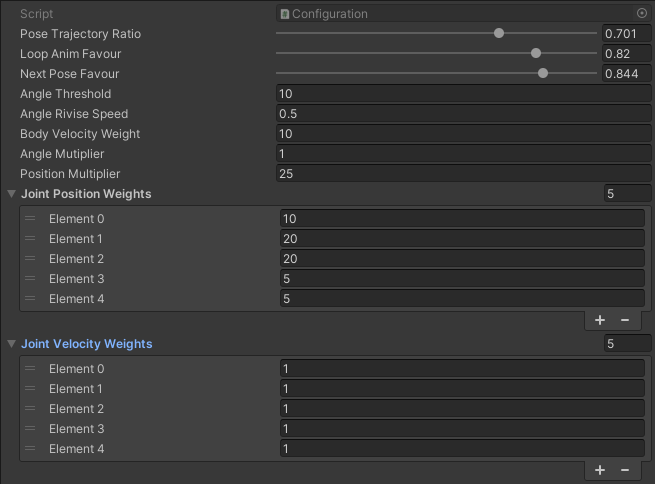 Script Configuration
Pose Trajectory Ratio 0.701
Loop Anim Favour 0.82
Next Pose Favour 0.844
Angle Threshold 10
Angle Rivise Speed 0.5
Body Velocity Weight 10
Angle Mutiplier 1
Position Multiplier 25
Joint Position Weights 5
Element 0 10
Element 1 20
Element 2 20
Element 3 5
Element 4 5
+ −
Joint Velocity Weights 5
Element 0 1
Element 1 1
Element 2 1
Element 3 1
Element 4 1
+ −